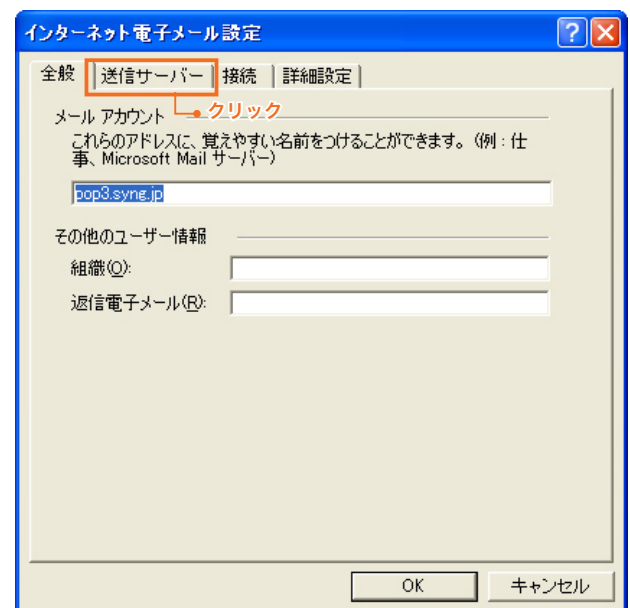 インターネット電子メール設定
全般 送信サーバー 接続 詳細設定
クリック
メール アカウント
これらのアドレスに、覚えやすい名前をつけることができます。(例:仕
事、Microsoft Mail サーバー)
pop3.syng.jp
その他のユーザー情報
組織(O):
返信電子メール(R):
OK キャンセル